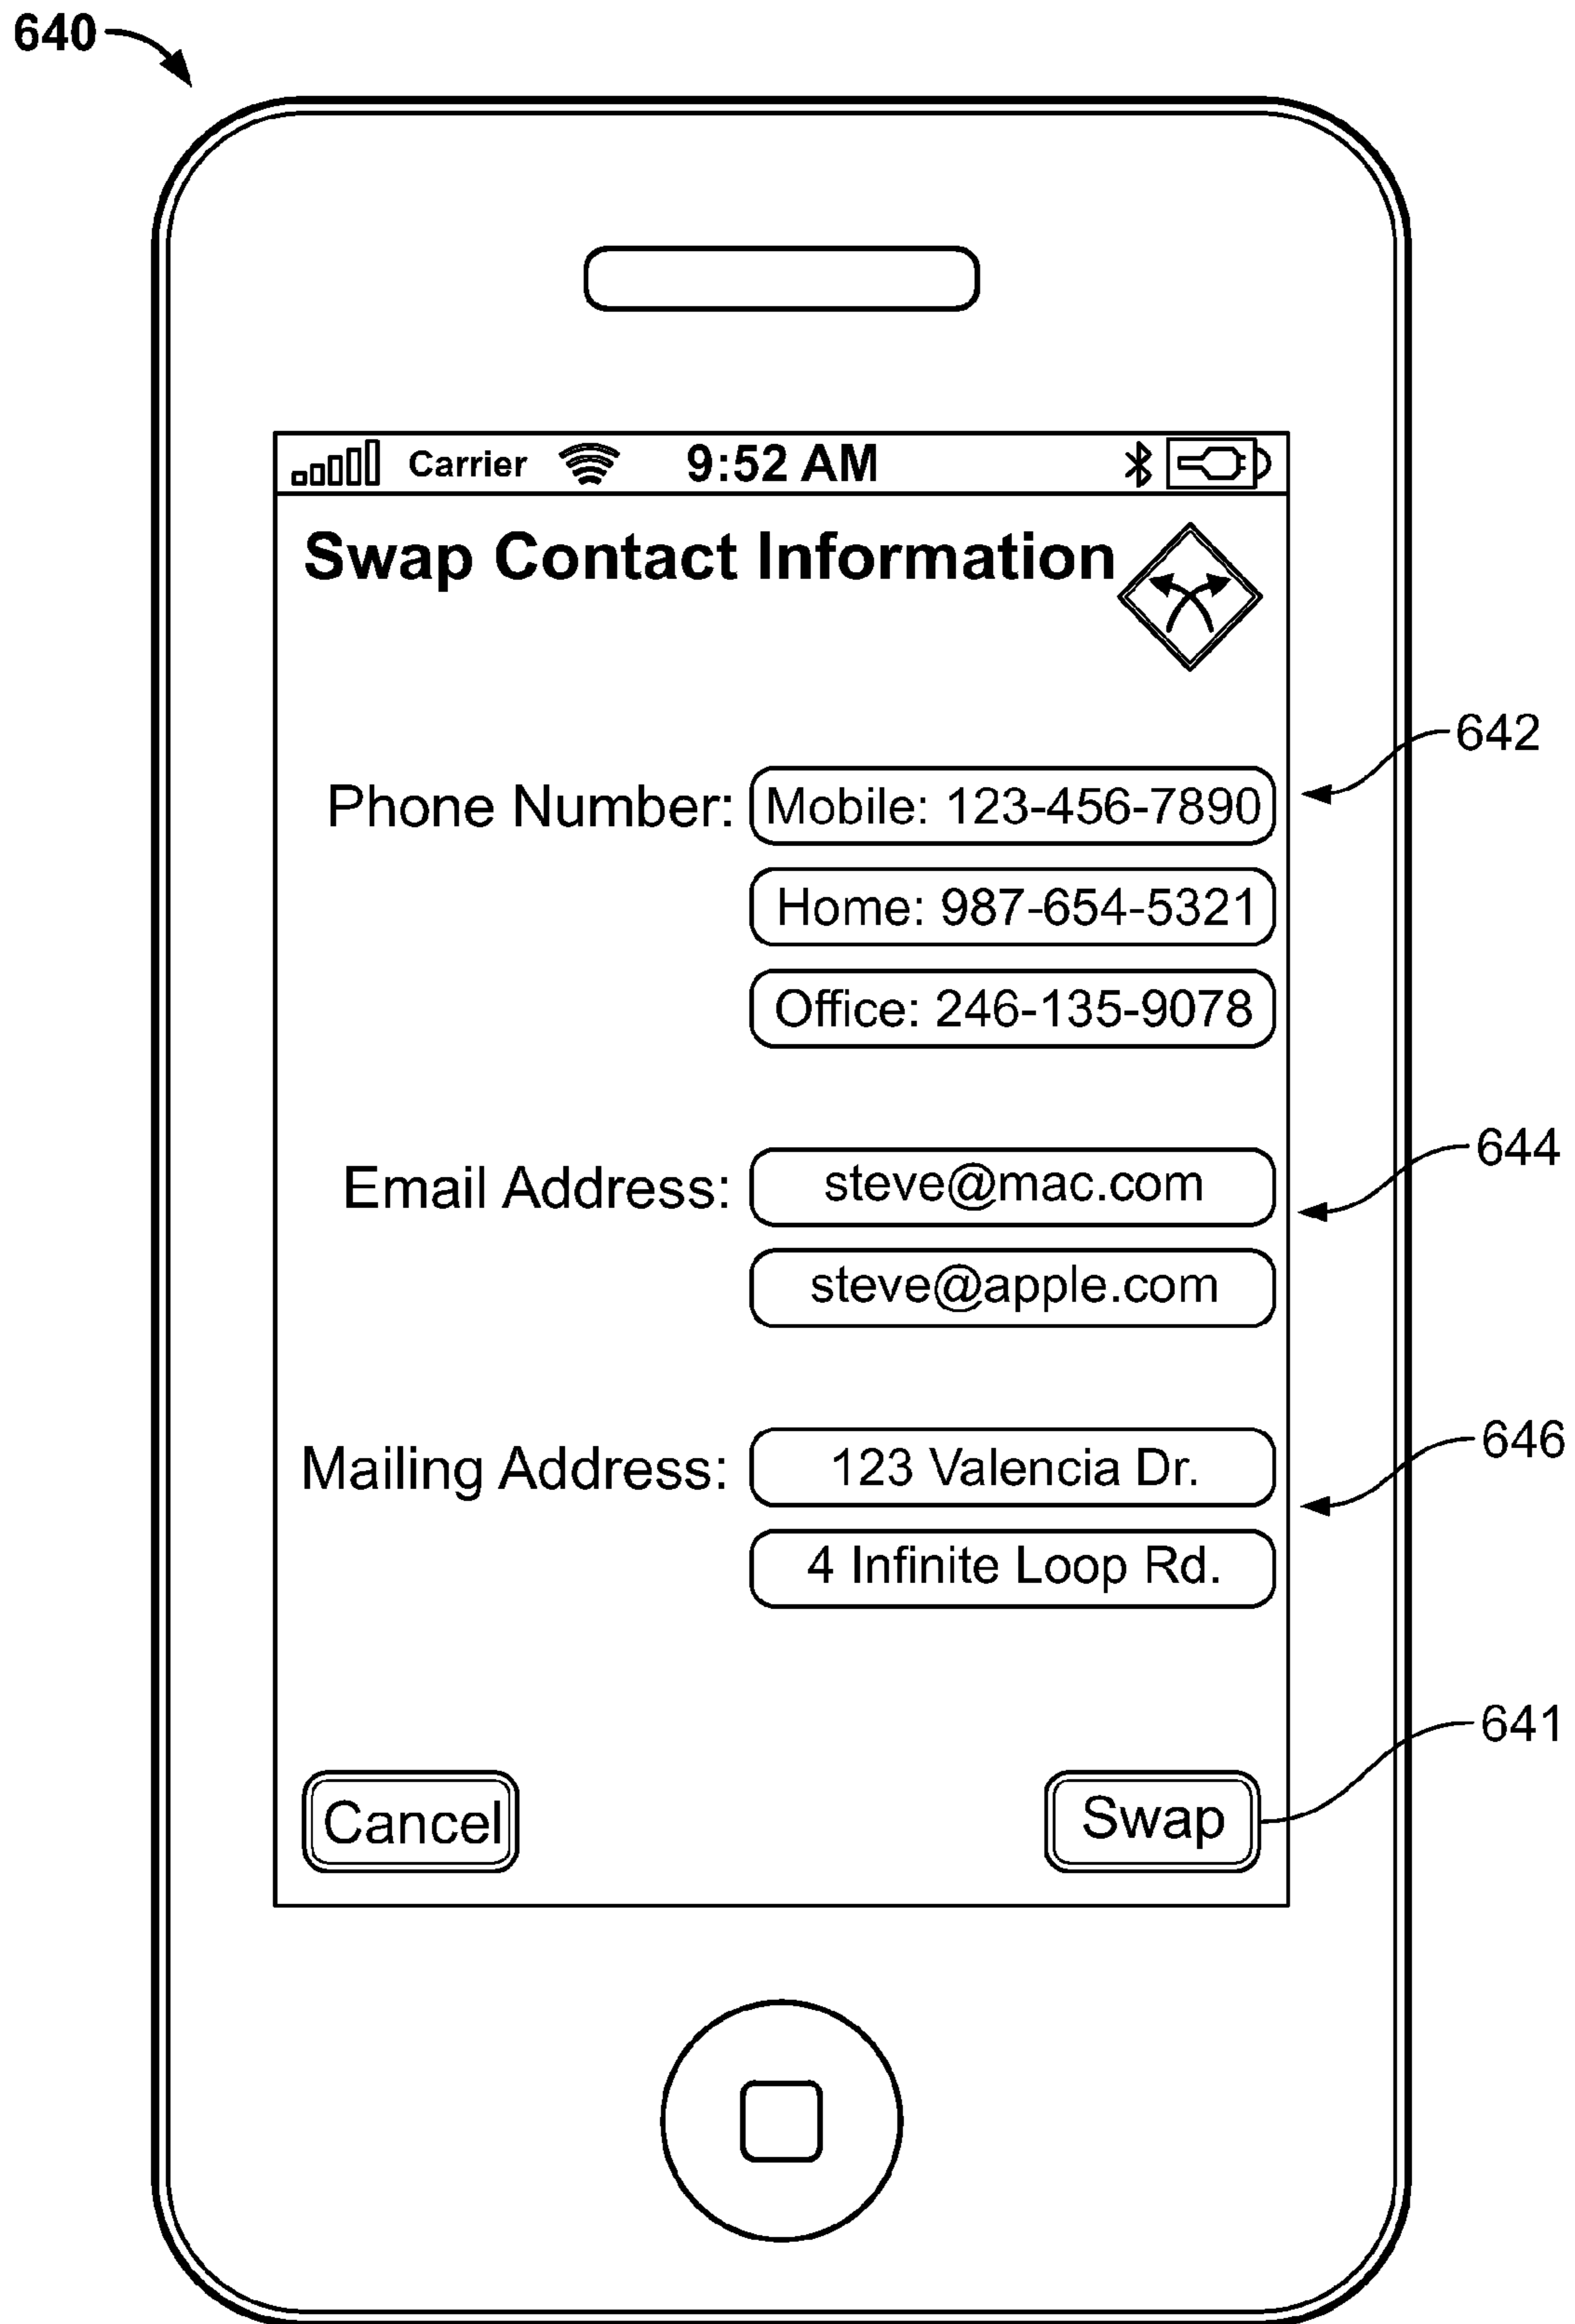 640
Carrier 9:52 AM
Swap Contact Information
642
Phone Number: Mobile: 123-456-7890
Home: 987-654-5321
Office: 246-135-9078
644
Email Address: steve@mac.com
steve@apple.com
646
Mailing Address: 123 Valencia Dr.
4 Infinite Loop Rd.
641
Cancel Swap